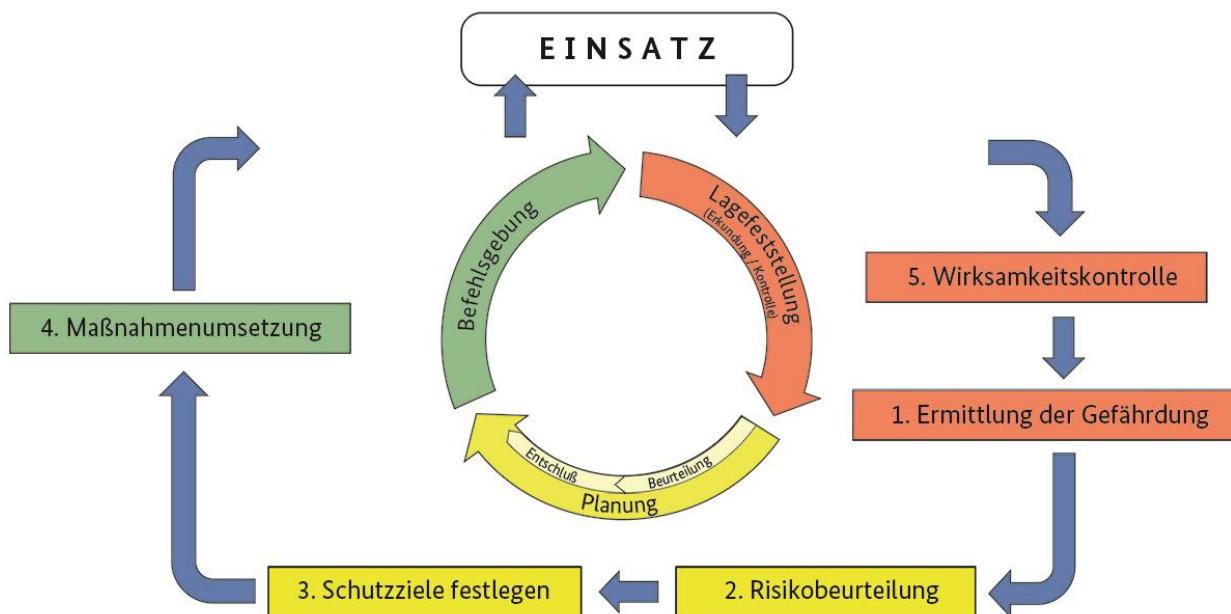 EINSATZ
Befehlsgebung
Lagefeststellung
(Erkundung / Kontrolle)
Entschluß
Beurteilung
Planung
5. Wirksamkeitskontrolle
4. Maßnahmenumsetzung
1. Ermittlung der Gefährdung
3. Schutzziele festlegen
2. Risikobeurteilung